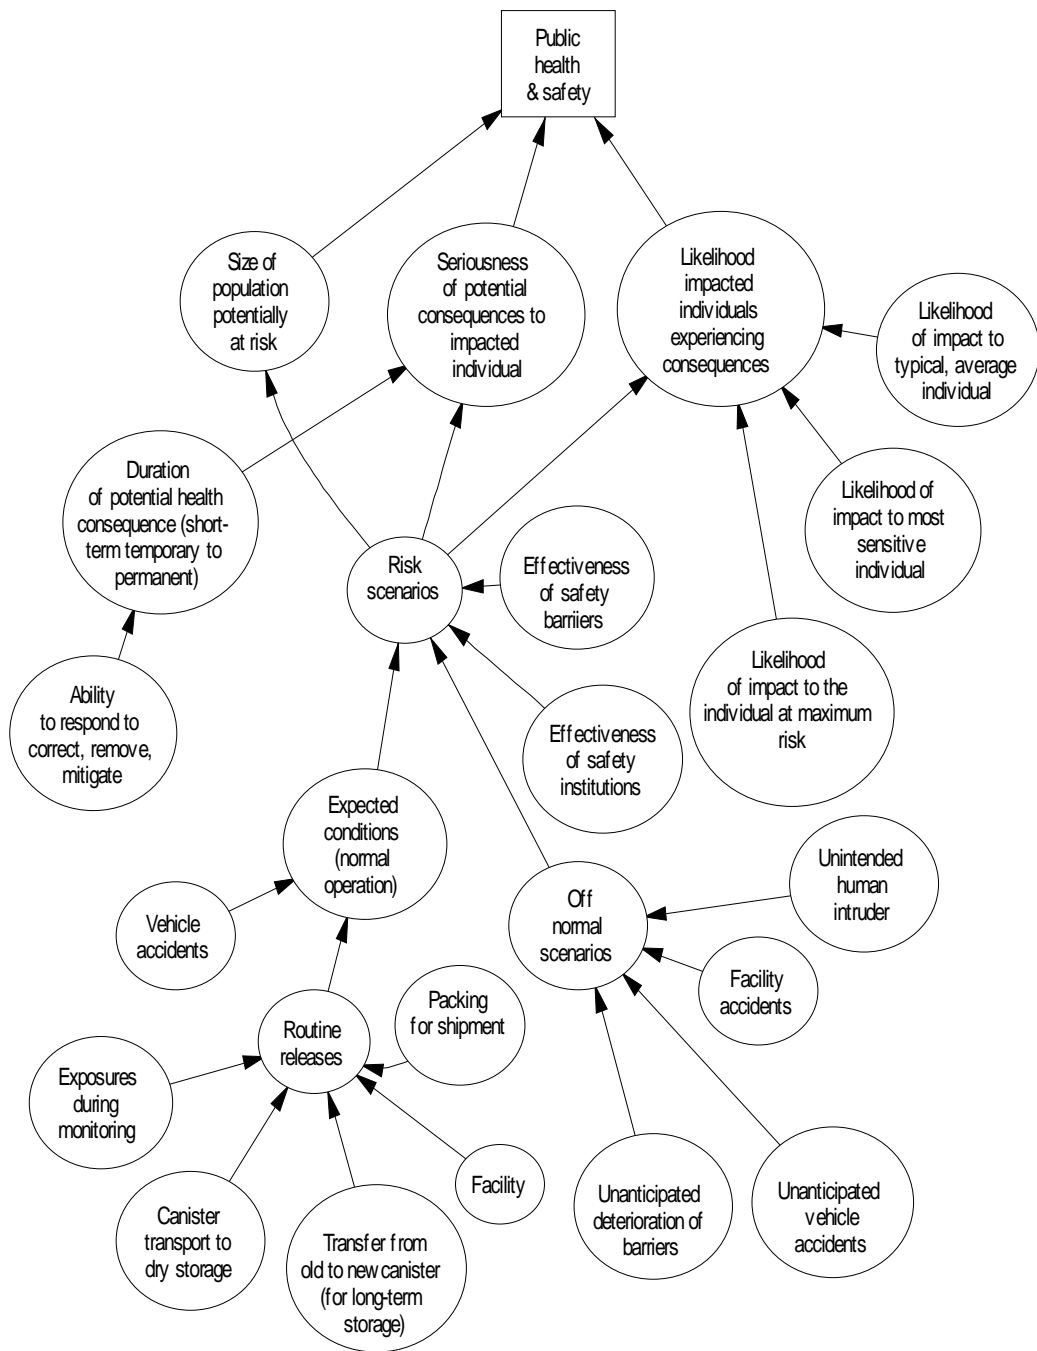 Public
health
& safety
Size of
population
potentially
at risk
Seriousness
of potential
consequences to
impacted
individual
Likelihood
impacted
individuals
experiencing
consequences
Likelihood
of impact to
typical, average
individual
Duration
of potential health
consequence (short-
term temporary to
permanent)
Likelihood of
impact to most
sensitive
individual
Risk
scenarios
Effectiveness
of safety
barriiers
Ability
to respond to
correct, remove,
mitigate
Likelihood
of impact to the
individual at maximum
risk
Effectiveness
of safety
institutions
Expected
conditions
(normal
operation)
Unintended
human
intruder
Vehicle
accidents
Off
normal
scenarios
Facility
accidents
Packing
for shipment
Routine
releases
Exposures
during
monitoring
Facility
Canister
transport to
dry storage
Transfer from
old to new canister
(for long-term
storage)
Unanticipated
deterioration of
barriers
Unanticipated
vehicle
accidents